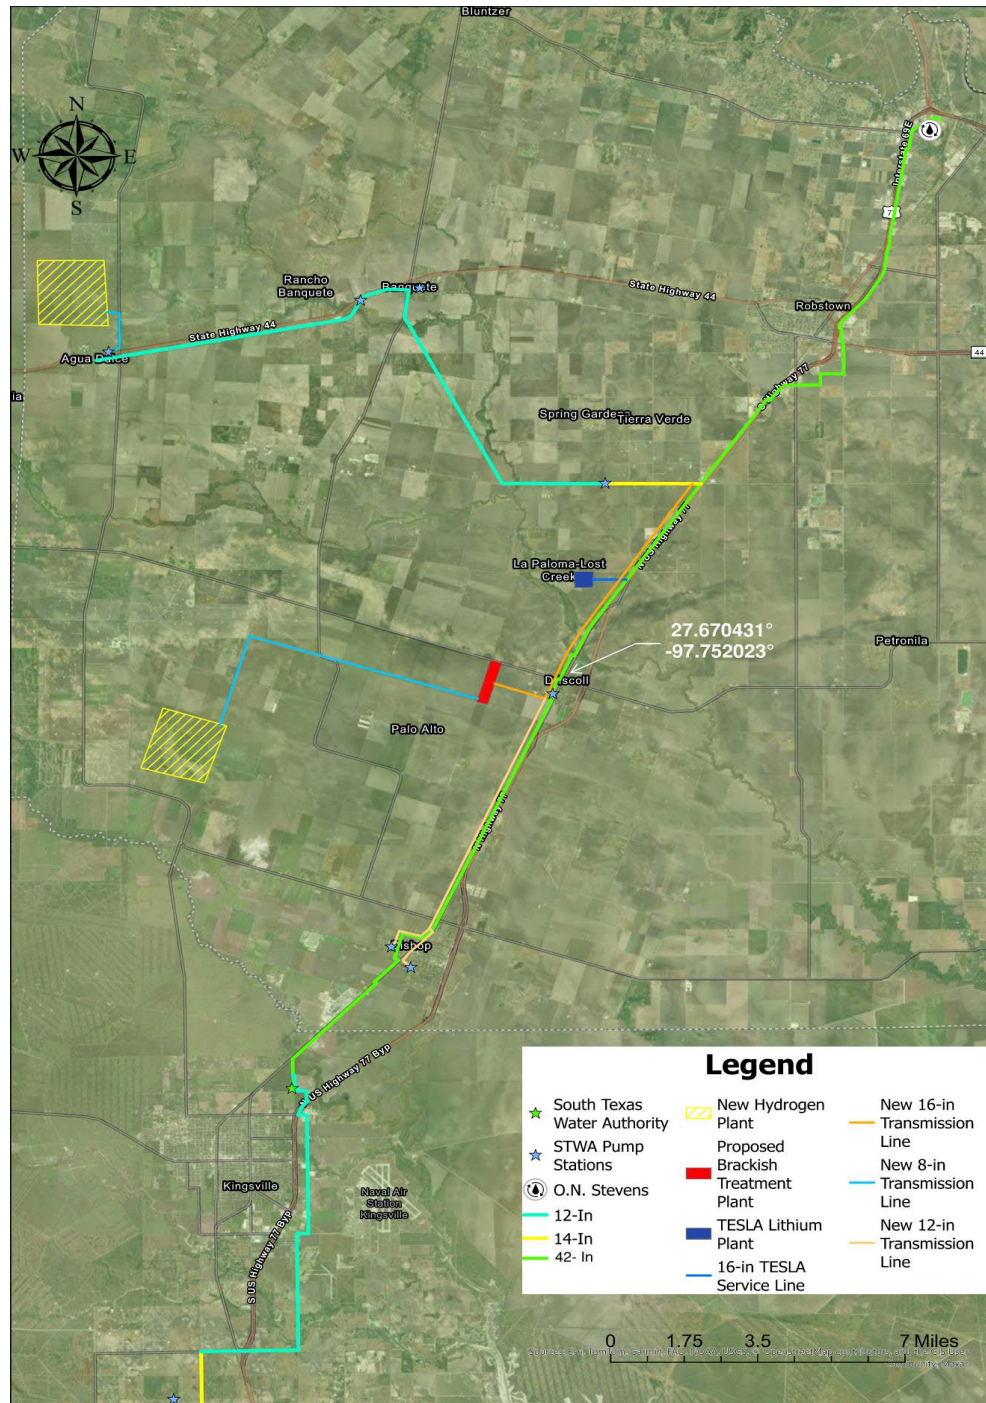 Bluntzer
N
W
E
S
Interstate 69E
Rancho
Banquete
Banquete
State Highway 44
State Highway 44
Robstown
Agua Dulce
44
S Highway 77
Spring Gardens
Tierra Verde
N US Highway 77
La Paloma-Lost
Creek
27.670431°
-97.752023°
Petronila
Driscoll
Palo Alto
N Highway 77
Bishop
N US Highway 77 Byp
Kingsville
Naval Air
Station
Kingsville
S US Highway 77 Byp
Legend
South Texas
Water Authority
STWA Pump
Stations
O.N. Stevens
12-In
14-In
42- In
New Hydrogen
Plant
Proposed
Brackish
Treatment
Plant
TESLA Lithium
Plant
16-in TESLA
Service Line
New 16-in
Transmission
Line
New 8-in
Transmission
Line
New 12-in
Transmission
Line
0 1.75 3.5 7 Miles